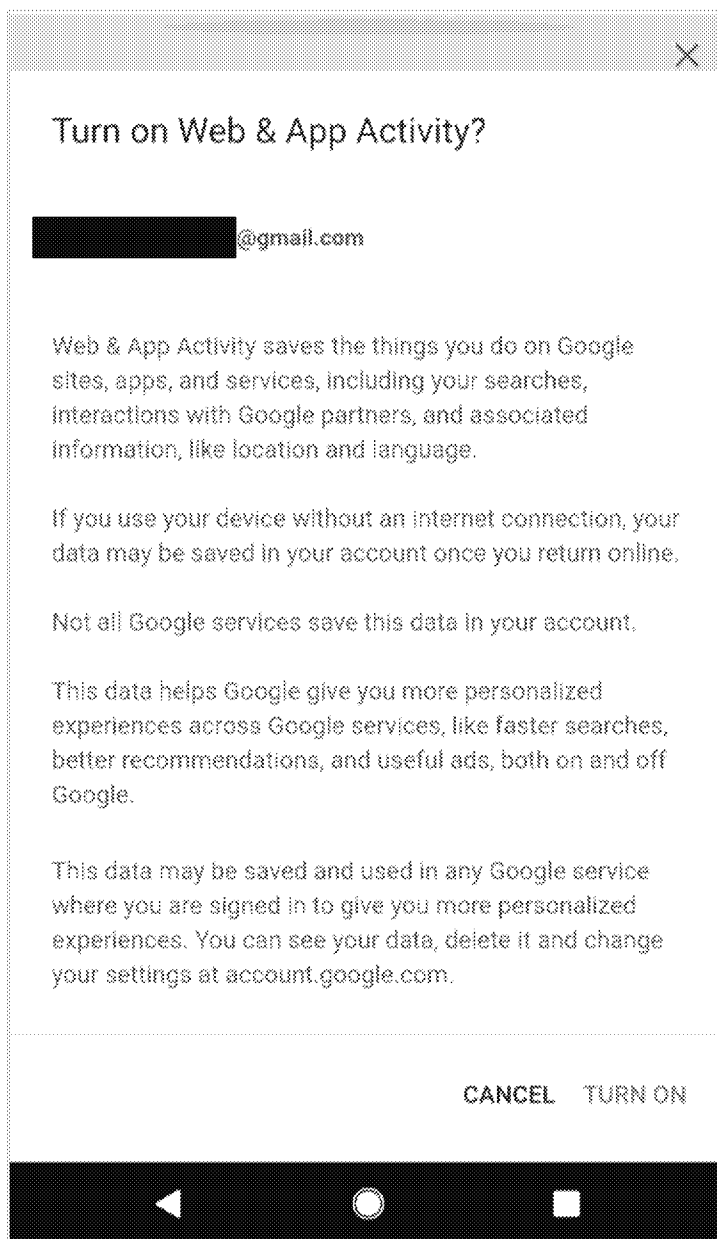 Turn on Web & App Activity?
@gmail.com
Web & App Activity saves the things you do on Google
sites, apps, and services, including your searches,
interactions with Google partners, and associated
information, like location and language.
If you use your device without an internet connection, your
data may be saved in your account once you return online.
Not all Google services save this data in your account.
This data helps Google give you more personalized
experiences across Google services, like faster searches,
better recommendations, and useful ads, both on and off
Google.
This data may be saved and used in any Google service
where you are signed in to give you more personalized
experiences. You can see your data, delete it and change
your settings at account.google.com.
CANCEL TURN ON